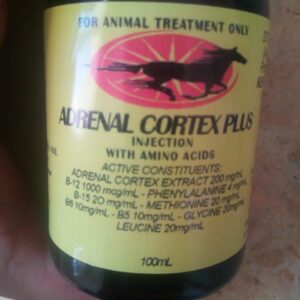 FOR ANIMAL TREATMENT ONLY
ADRENAL CORTEX PLUS
INJECTION
WITH AMINO ACIDS
ACTIVE CONSTITUENTS:
ADRENAL CORTEX EXTRACT 200 mg/mL
B-12 1000 mcg/mL - PHENYLALANINE 4 mg/mL
B-15 20 mg/mL - METHIONINE 20 mg/mL
B6 10mg/mL - B5 10mg/mL - GLYCINE 20mg/mL
LEUCINE 20mg/mL
100mL